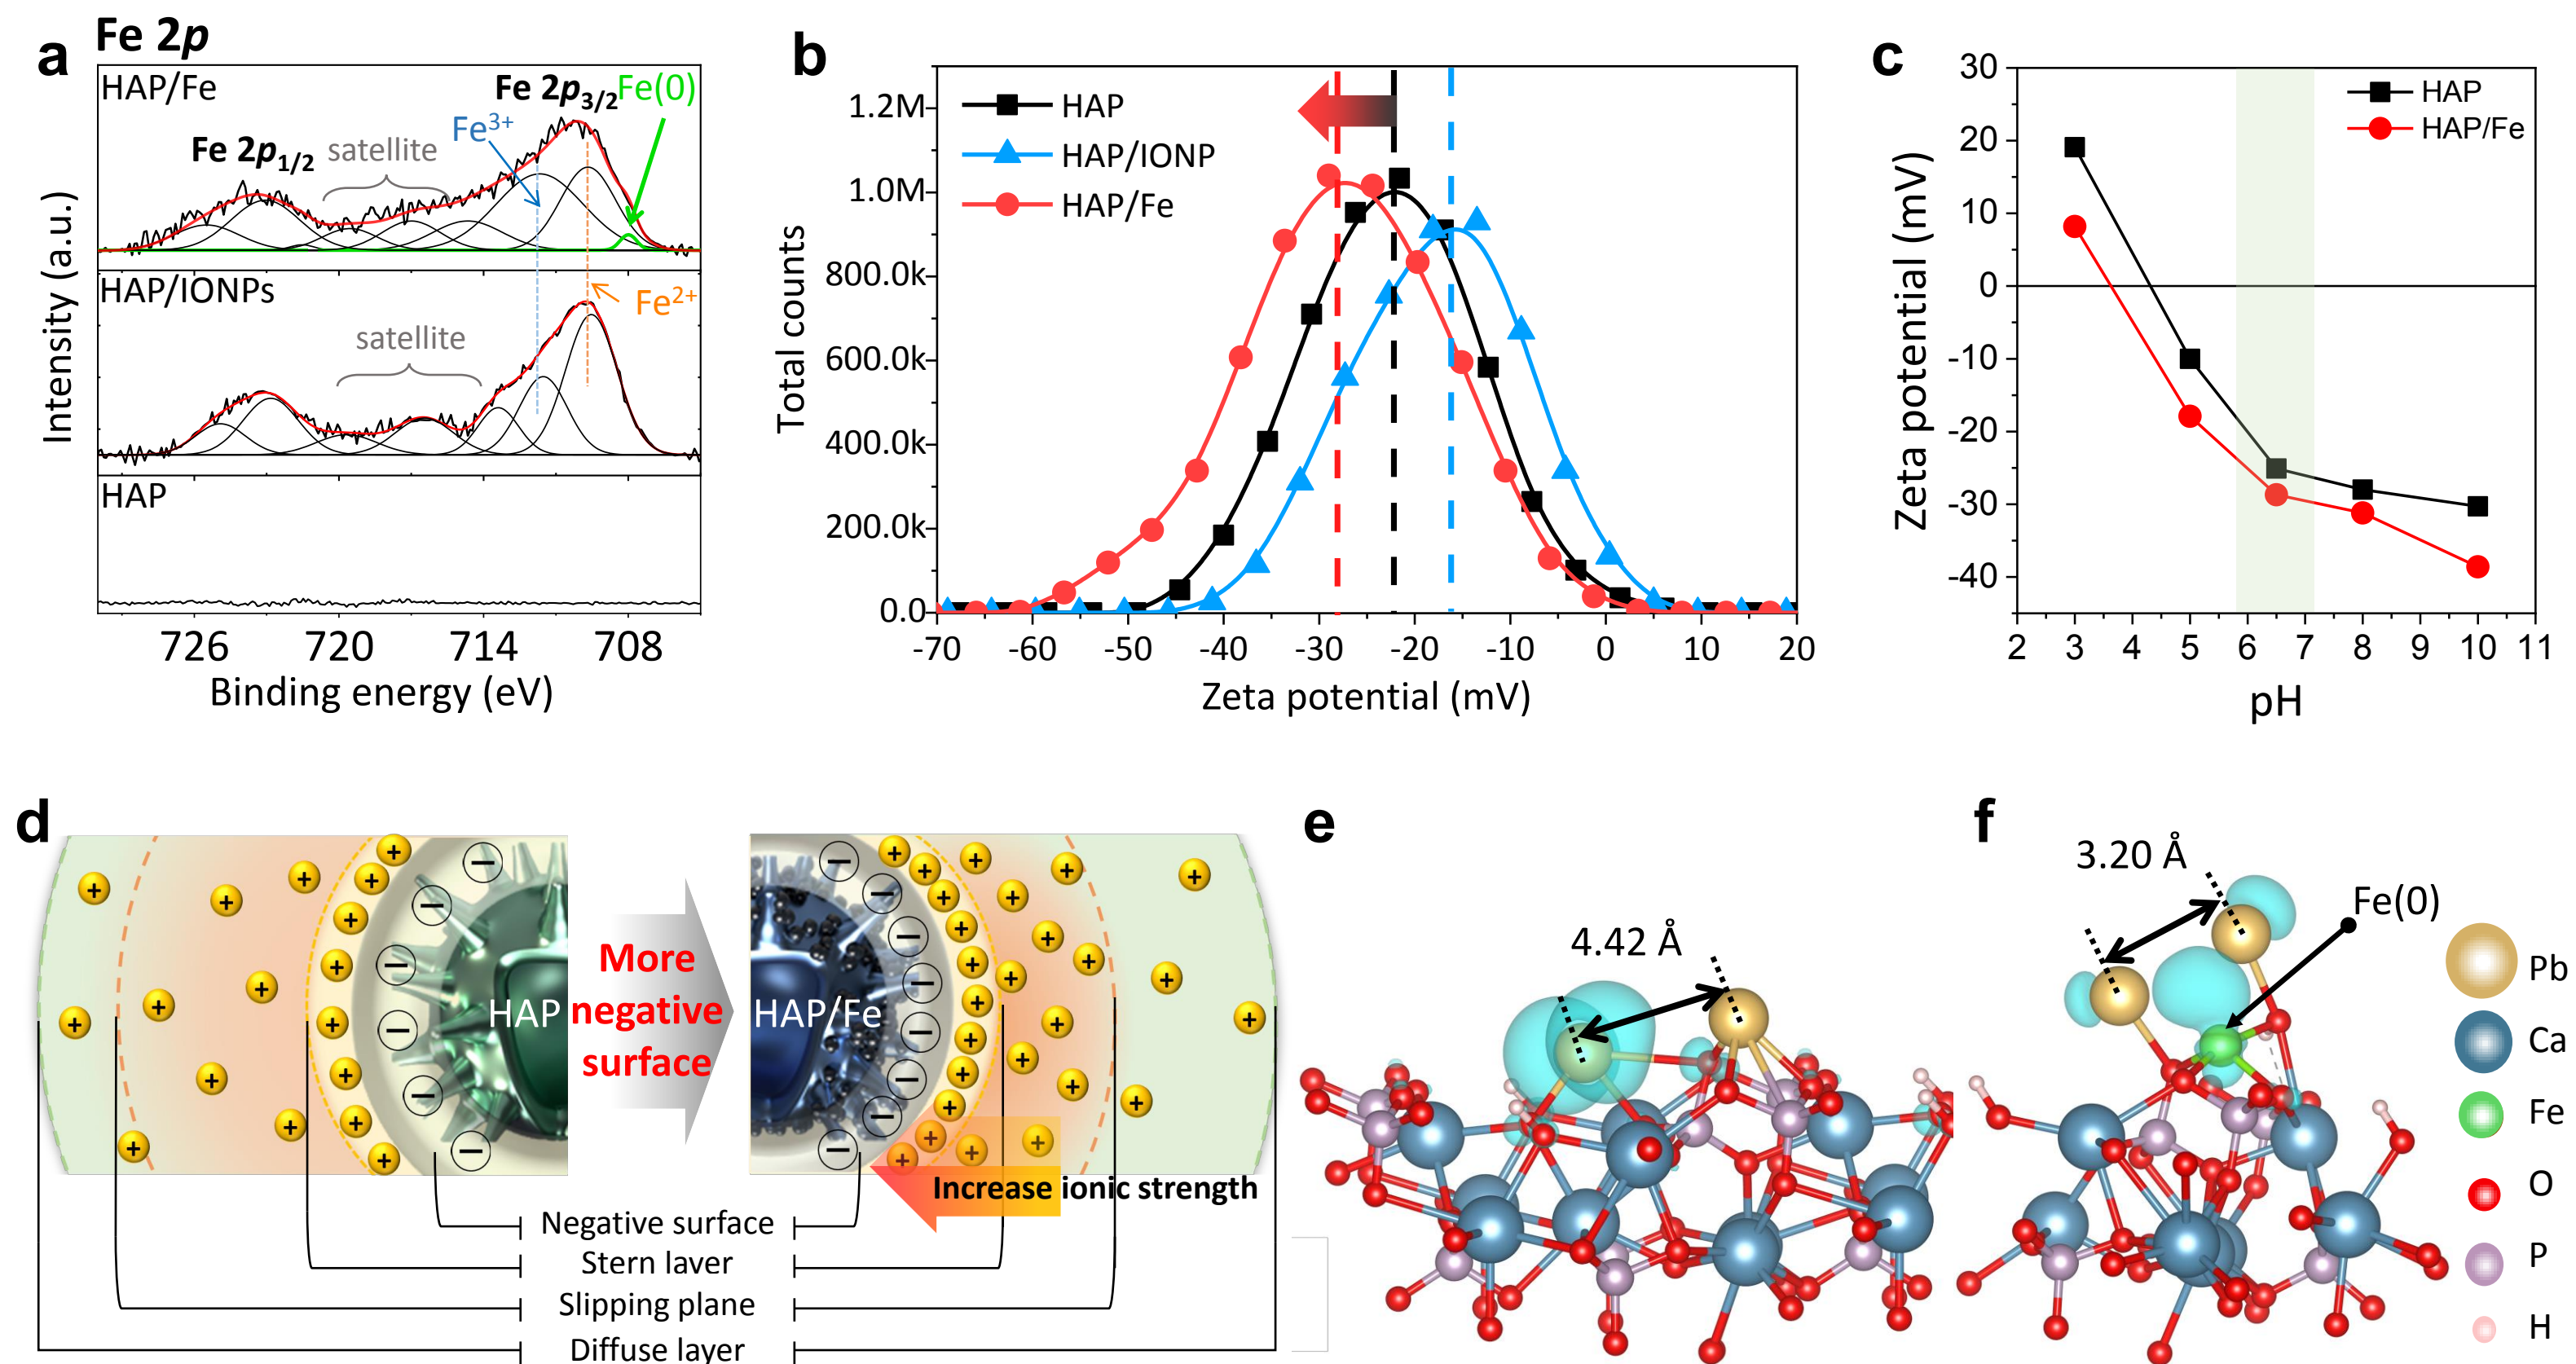 a
Fe 2p
HAP/Fe
Fe 2p3/2
Fe(0)
Fe3+
Fe 2p1/2
satellite
HAP/IONPs
Fe2+
satellite
HAP
Intensity (a.u.)
726 720 714 708
Binding energy (eV)
b
HAP
HAP/IONP
HAP/Fe
Total counts
1.2M
1.0M
800.0k
600.0k
400.0k
200.0k
0.0
-70 -60 -50 -40 -30 -20 -10 0 10 20
Zeta potential (mV)
c
HAP
HAP/Fe
Zeta potential (mV)
30
20
10
0
-10
-20
-30
-40
2 3 4 5 6 7 8 9 10 11
pH
d
HAP
More
negative
surface
HAP/Fe
Increase ionic strength
Negative surface
Stern layer
Slipping plane
Diffuse layer
e
4.42 Å
f
3.20 Å
Fe(0)
Pb
Ca
Fe
O
P
H